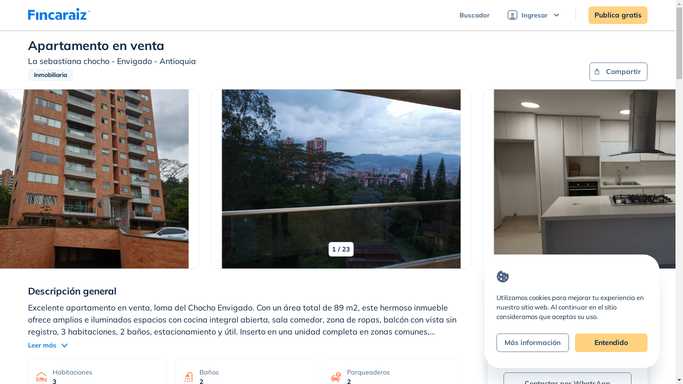 Fincaraiz
Buscador
Ingresar
Publica gratis
Apartamento en venta
La sebastiana chocho - Envigado - Antioquia
Inmobiliaria
Compartir
1 / 23
Descripción general
Excelente apartamento en venta, loma del Chocho Envigado. Con un área total de 89 m2, este hermoso inmueble
ofrece amplios e iluminados espacios con cocina integral abierta, sala comedor, zona de ropas, balcón con vista sin
registro, 3 habitaciones, 2 baños, estacionamiento y útil. Inserto en una unidad completa en zonas comunes,...
Leer más
Habitaciones
3
Baños
2
Parqueaderos
2
Utilizamos cookies para mejorar tu experiencia en
nuestro sitio web. Al continuar en el sitio
consideramos que aceptas su uso.
Más información
Entendido
Contactar por WhatsApp